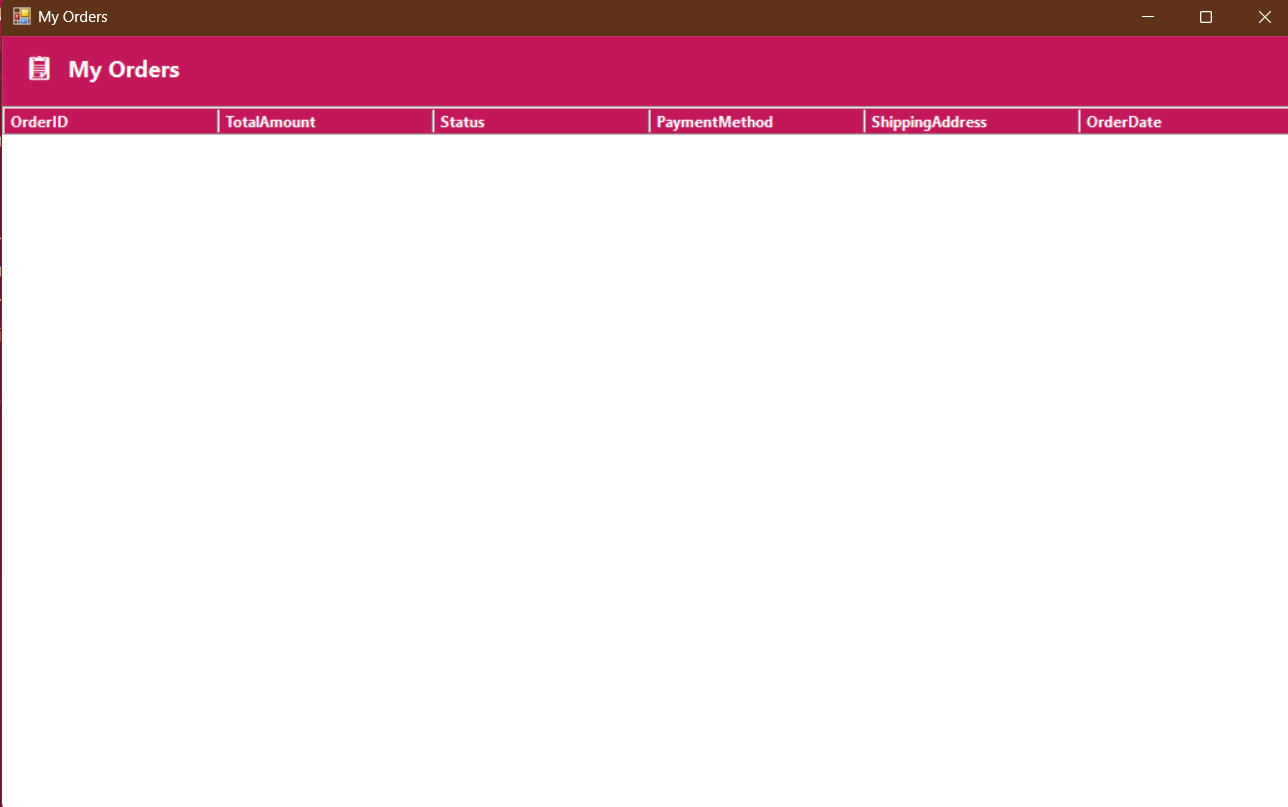 My Orders
My Orders
OrderID TotalAmount Status PaymentMethod ShippingAddress OrderDate